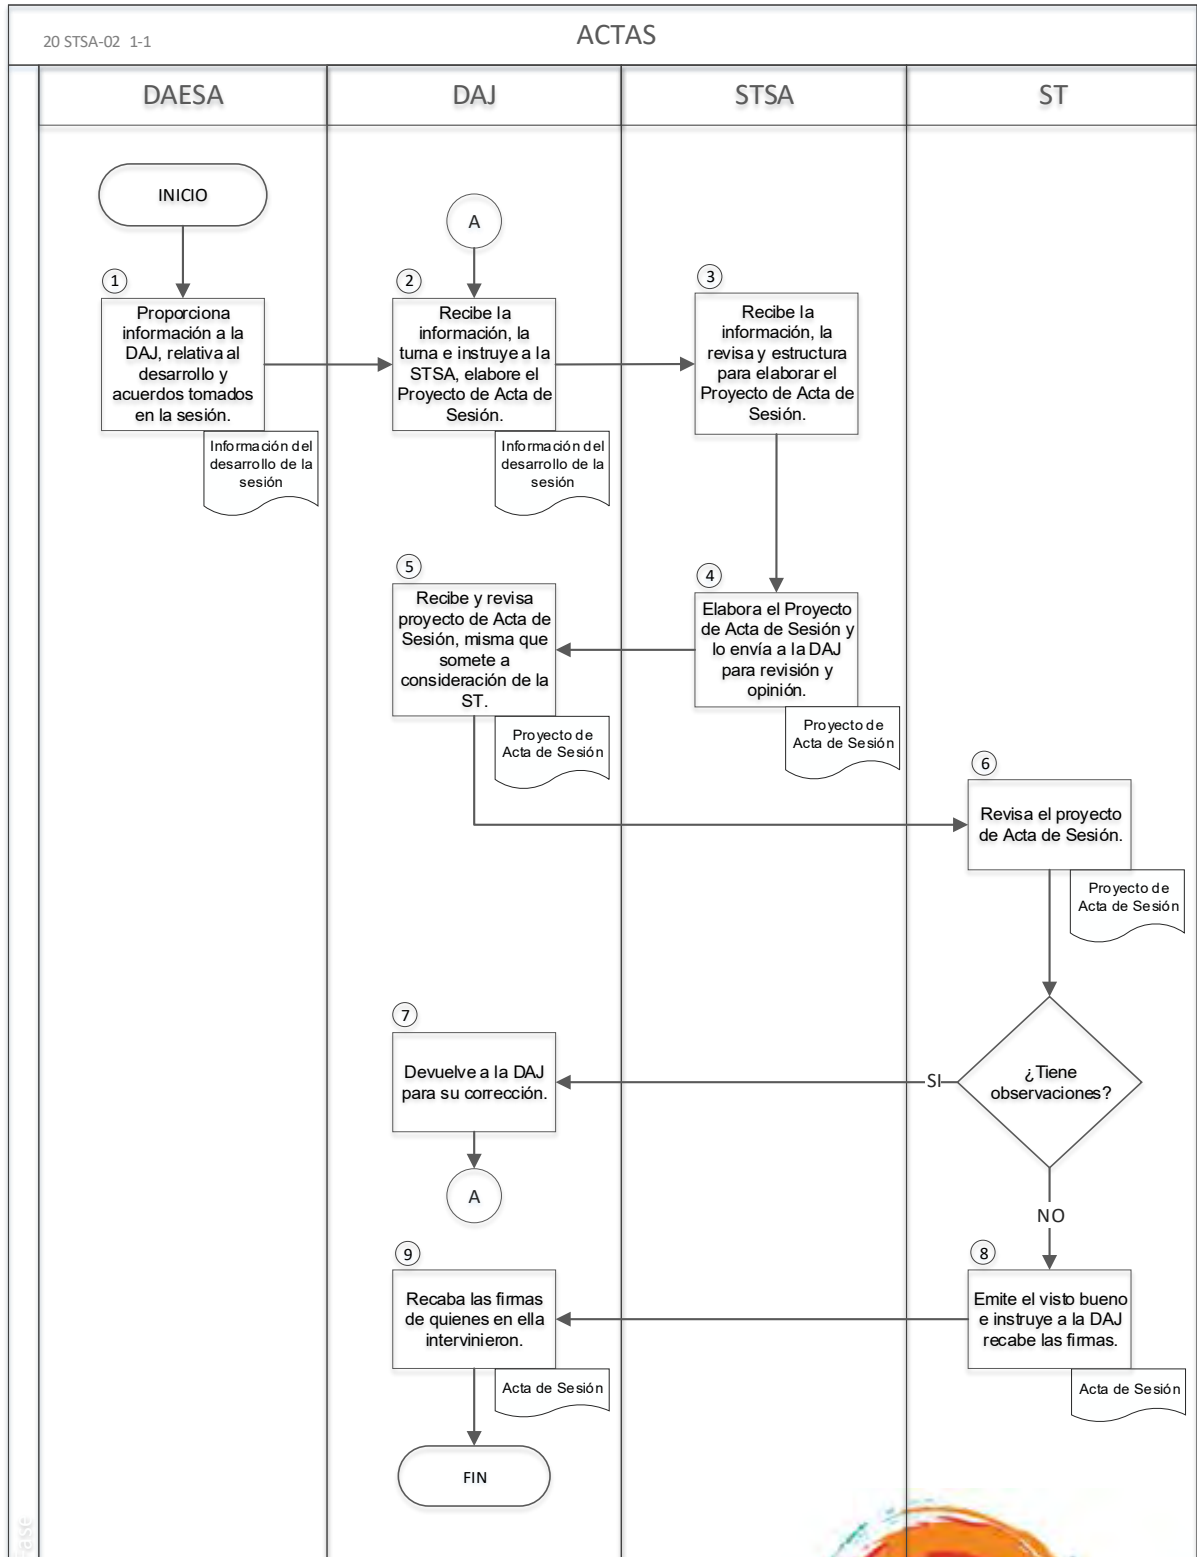 20 STSA-02 1-1
ACTAS
DAESA
DAJ
STSA
ST
INICIO
1
Proporciona
información a la
DAJ, relativa al
desarrollo y
acuerdos tomados
en la sesión.
Información del
desarrollo de la
sesión
A
2
Recibe la
información, la
turna e instruye a la
STSA, elabore el
Proyecto de Acta de
Sesión.
Información del
desarrollo de la
sesión
3
Recibe la
información, la
revisa y estructura
para elaborar el
Proyecto de Acta de
Sesión.
4
Elabora el Proyecto
de Acta de Sesión y
lo envía a la DAJ
para revisión y
opinión.
Proyecto de
Acta de Sesión
5
Recibe y revisa
proyecto de Acta de
Sesión, misma que
somete a
consideración de la
ST.
Proyecto de
Acta de Sesión
6
Revisa el proyecto
de Acta de Sesión.
Proyecto de
Acta de Sesión
¿Tiene
observaciones?
SI
NO
7
Devuelve a la DAJ
para su corrección.
A
8
Emite el visto bueno
e instruye a la DAJ
recabe las firmas.
Acta de Sesión
9
Recaba las firmas
de quienes en ella
intervinieron.
Acta de Sesión
FIN
Fase